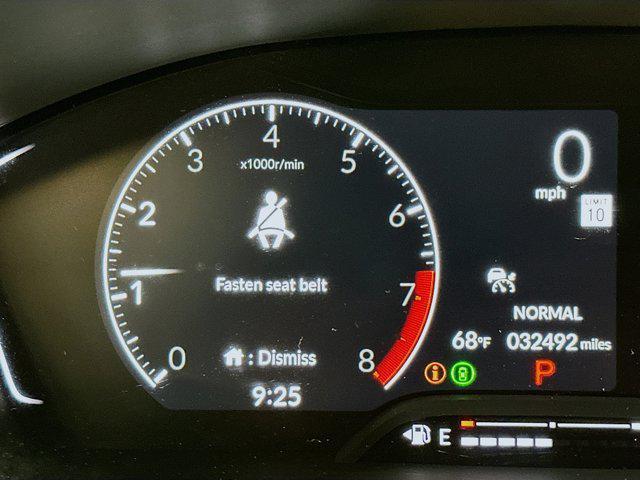 4
3
5
x1000r/min
0
mph
2
6
LIMIT
10
Fasten seat belt
1
7
NORMAL
0
: Dismiss
8
68°F
032492 miles
i
P
9:25
E